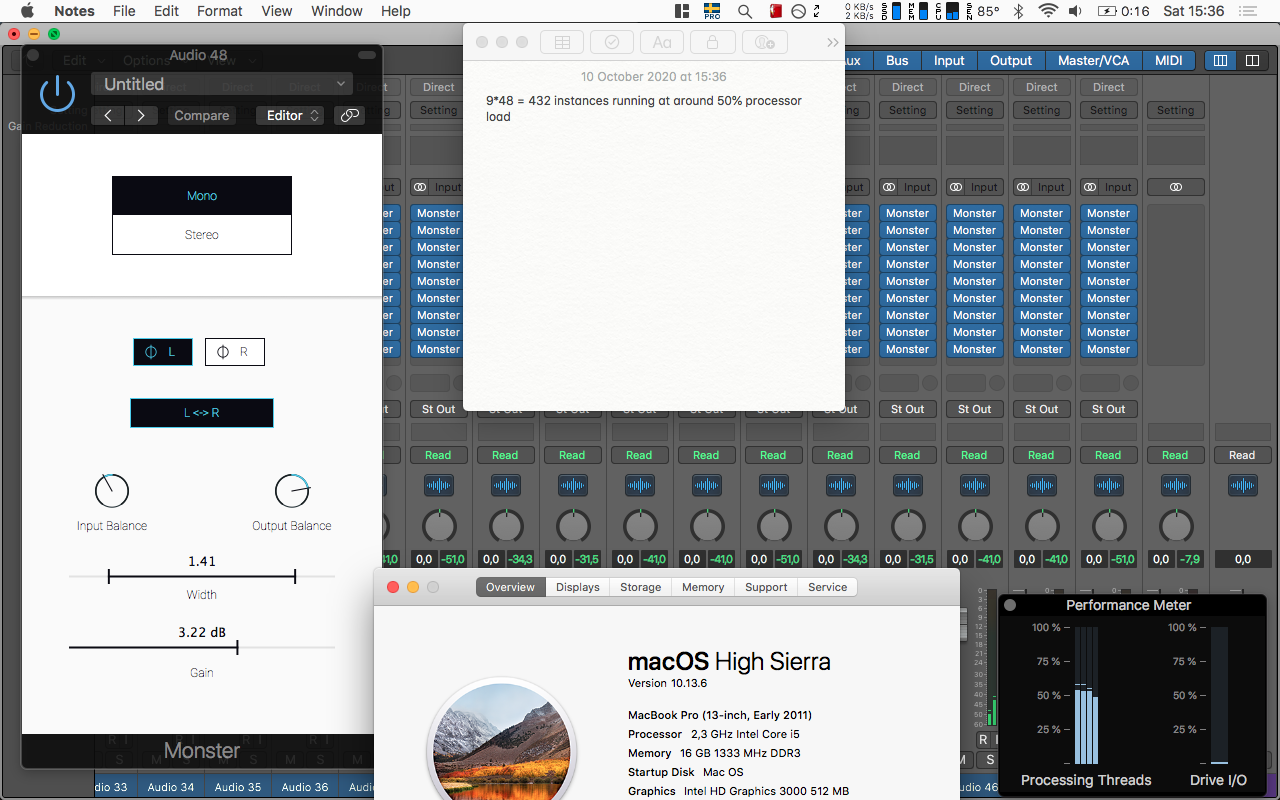 Notes File Edit Format View Window Help
0 KB/s
2 KB/s
85° 0:16 Sat 15:36
PRO
Audio 48
Untitled
Compare Editor
Mono
Stereo
L R
L <-> R
Input Balance Output Balance
1.41
Width
3.22 dB
Gain
Monster
10 October 2020 at 15:36
9*48 = 432 instances running at around 50% processor
load
Aux Bus Input Output Master/VCA MIDI
Direct Direct Direct Direct Direct Direct
Setting Setting Setting Setting Setting Setting
Input Input Input Input Input
Monster Monster Monster Monster Monster
Monster Monster Monster Monster Monster
Monster Monster Monster Monster Monster
Monster Monster Monster Monster Monster
Monster Monster Monster Monster Monster
Monster Monster Monster Monster Monster
Monster Monster Monster Monster Monster
Monster Monster Monster Monster Monster
Monster Monster Monster Monster Monster
St Out St Out St Out St Out St Out St Out St Out St Out St Out St Out St Out
Read Read Read Read Read Read Read Read Read Read Read Read Read
0,0 -51,0 0,0 -34,3 0,0 -31,5 0,0 -41,0 0,0 -41,0 0,0 -51,0 0,0 -34,3 0,0 -31,5 0,0 -41,0 0,0 -41,0 0,0 -51,0 0,0 -7,9 0,0
Overview Displays Storage Memory Support Service
macOS High Sierra
Version 10.13.6
MacBook Pro (13-inch, Early 2011)
Processor 2,3 GHz Intel Core i5
Memory 16 GB 1333 MHz DDR3
Startup Disk Mac OS
Graphics Intel HD Graphics 3000 512 MB
Performance Meter
100 % 100 %
75 % 75 %
50 % 50 %
25 % 25 %
Processing Threads Drive I/O
dio 33 Audio 34 Audio 35 Audio 36 Audio 46